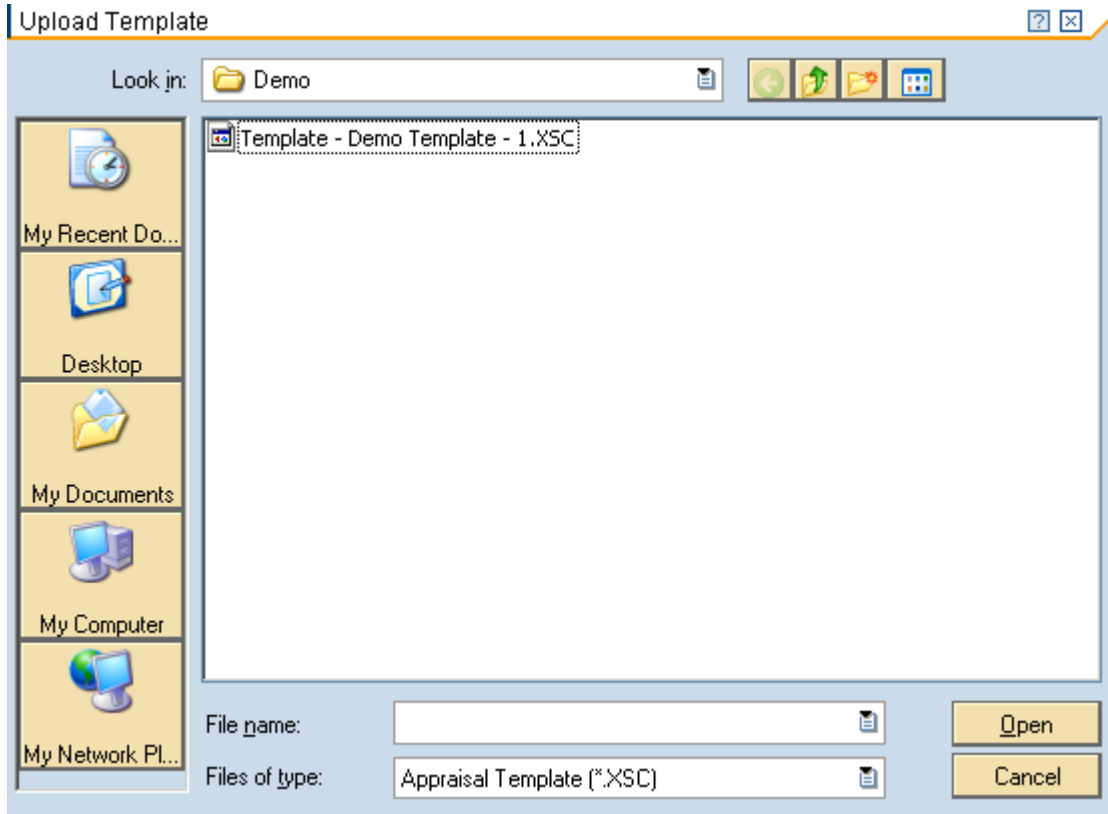 Upload Template
Look in: Demo
Template - Demo Template - 1.XSC
My Recent Do...
Desktop
My Documents
My Computer
My Network Pl...
File name:
Open
Files of type: Appraisal Template (*.XSC)
Cancel